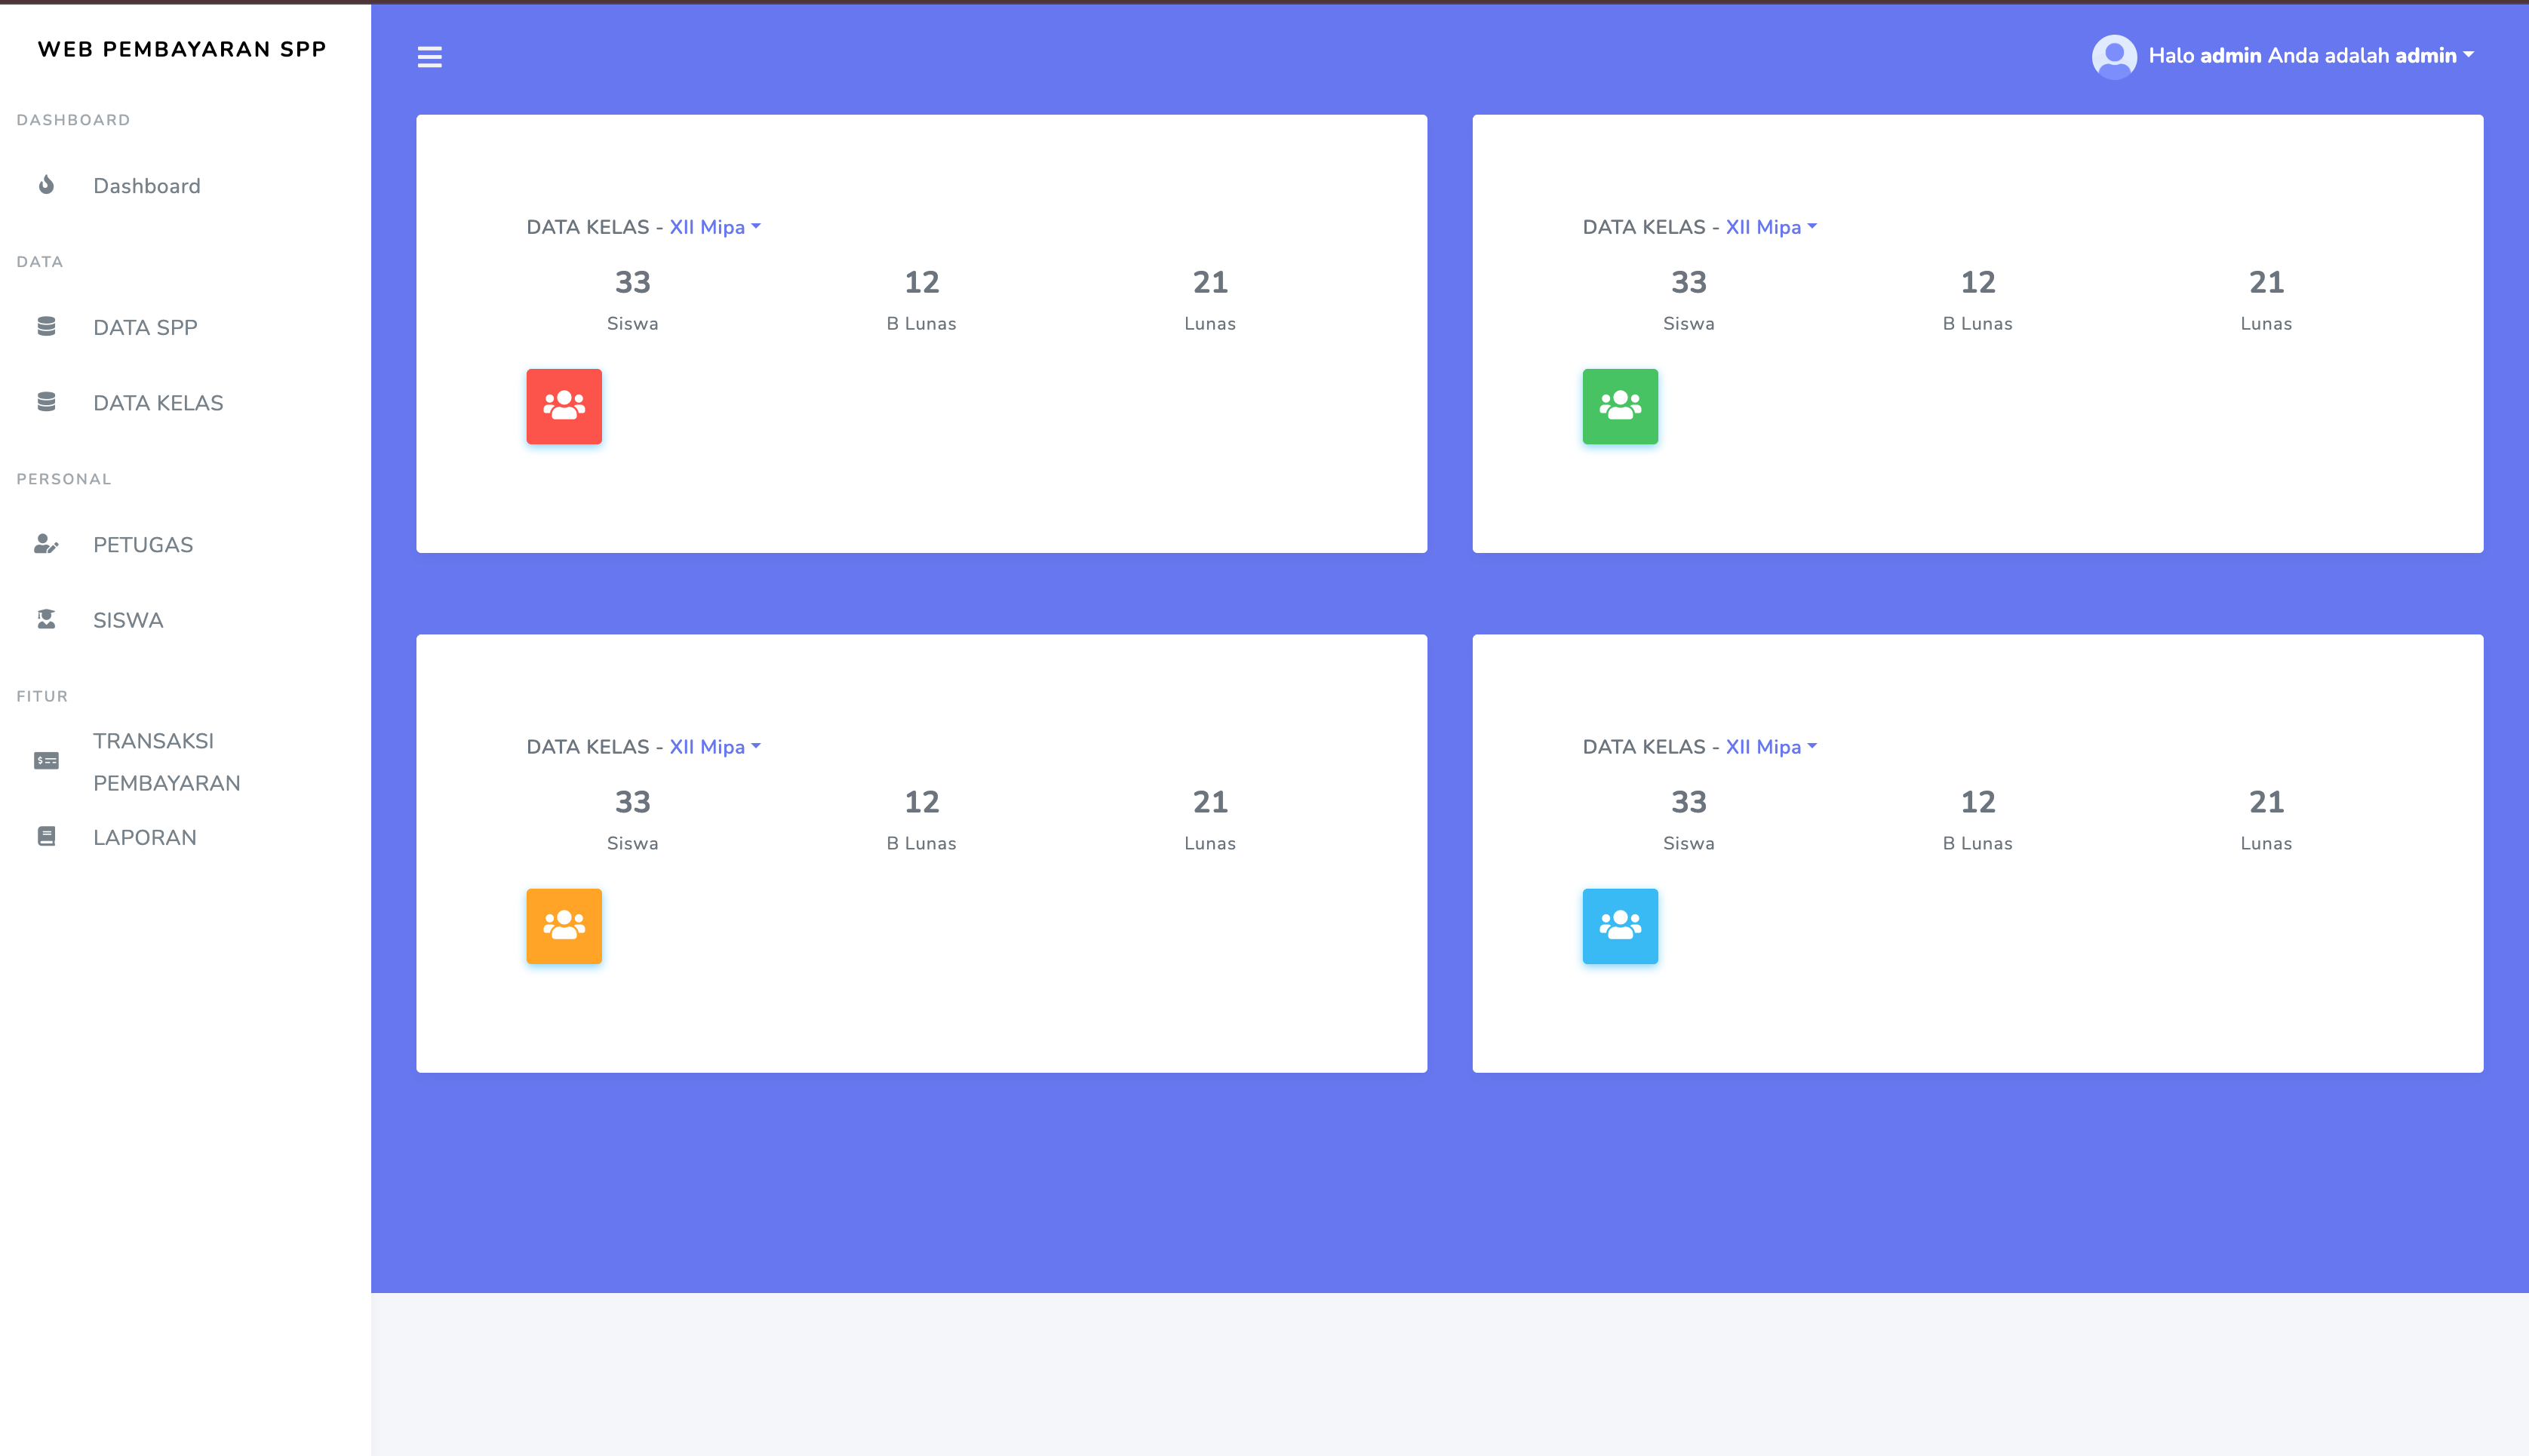 WEB PEMBAYARAN SPP
DASHBOARD
Dashboard
DATA
DATA SPP
DATA KELAS
PERSONAL
PETUGAS
SISWA
FITUR
TRANSAKSI
PEMBAYARAN
LAPORAN
Halo admin Anda adalah admin
DATA KELAS - XII Mipa
33 12 21
Siswa B Lunas Lunas
DATA KELAS - XII Mipa
33 12 21
Siswa B Lunas Lunas
DATA KELAS - XII Mipa
33 12 21
Siswa B Lunas Lunas
DATA KELAS - XII Mipa
33 12 21
Siswa B Lunas Lunas